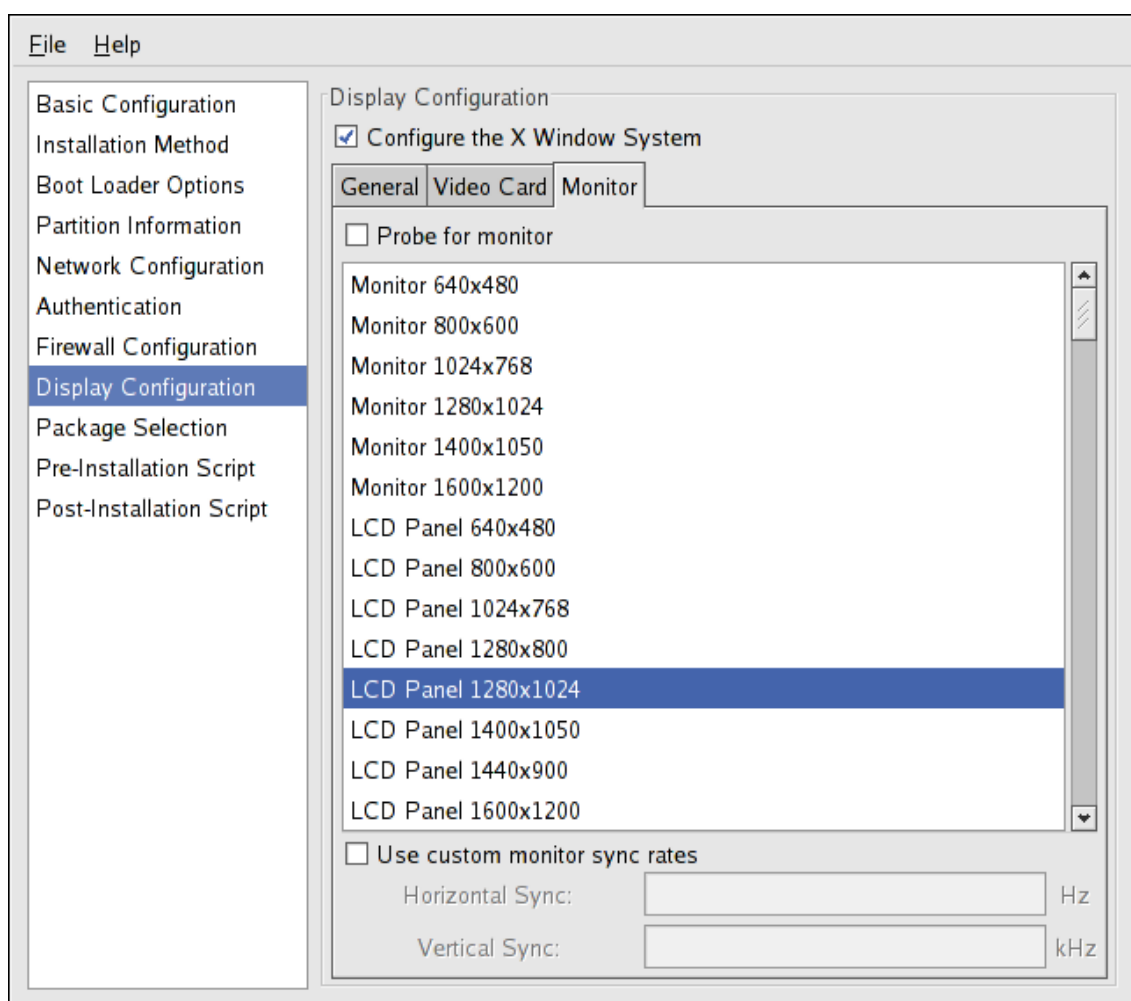 File Help
Basic Configuration
Installation Method
Boot Loader Options
Partition Information
Network Configuration
Authentication
Firewall Configuration
Display Configuration
Package Selection
Pre-Installation Script
Post-Installation Script
Display Configuration
Configure the X Window System
General Video Card Monitor
Probe for monitor
Monitor 640x480
Monitor 800x600
Monitor 1024x768
Monitor 1280x1024
Monitor 1400x1050
Monitor 1600x1200
LCD Panel 640x480
LCD Panel 800x600
LCD Panel 1024x768
LCD Panel 1280x800
LCD Panel 1280x1024
LCD Panel 1400x1050
LCD Panel 1440x900
LCD Panel 1600x1200
Use custom monitor sync rates
Horizontal Sync: Hz
Vertical Sync: kHz